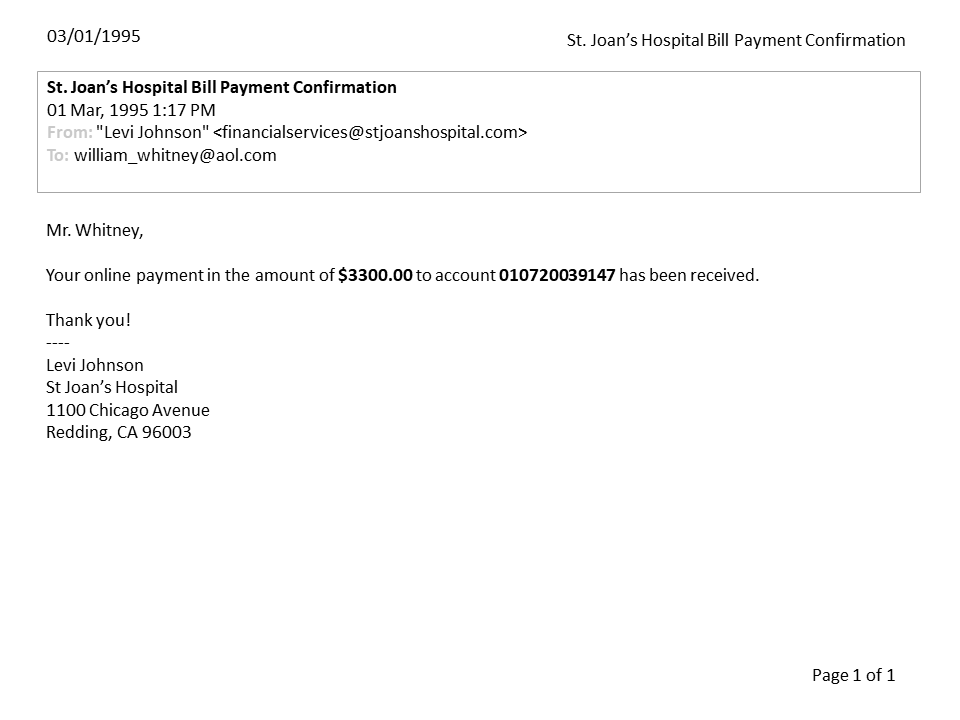 03/01/1995
St. Joan’s Hospital Bill Payment Confirmation
St. Joan’s Hospital Bill Payment Confirmation
01 Mar, 1995 1:17 PM
From: "Levi Johnson" <financialservices@stjoanshospital.com>
To: william_whitney@aol.com
Mr. Whitney,
Your online payment in the amount of $3300.00 to account 010720039147 has been received.
Thank you!
----
Levi Johnson
St Joan’s Hospital
1100 Chicago Avenue
Redding, CA 96003
Page 1 of 1